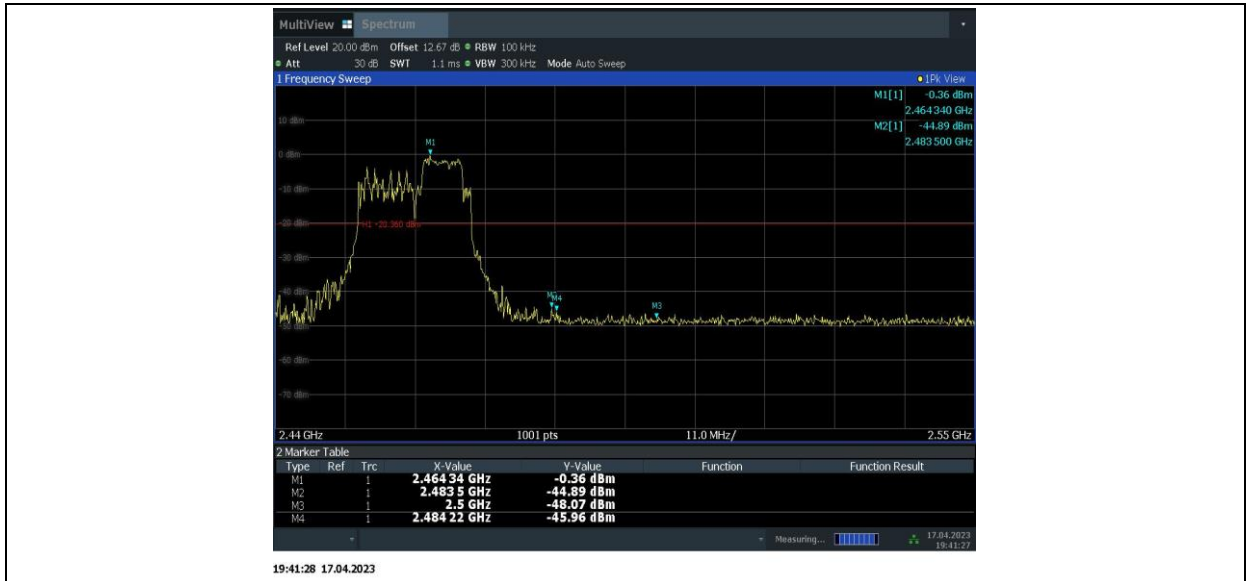 MultiView Spectrum
Ref Level 20.00 dBm Offset 12.67 dB RBW 100 kHz
Att 30 dB SWT 1.1 ms VBW 300 kHz Mode Auto Sweep
1 Frequency Sweep 1Pk View
M1[1] -0.36 dBm
2.464340 GHz
M2[1] -44.89 dBm
2.483500 GHz
10 dBm
M1
0 dBm
-10 dBm
-20 dBm H1 -20.360 dBm
-30 dBm
-40 dBm
M4 M3
-50 dBm
-60 dBm
-70 dBm
2.44 GHz 1001 pts 11.0 MHz/ 2.55 GHz
2 Marker Table
Type Ref Trc X-Value Y-Value Function Function Result
M1 1 2.464 34 GHz -0.36 dBm
M2 1 2.483 5 GHz -44.89 dBm
M3 1 2.5 GHz -48.07 dBm
M4 1 2.484 22 GHz -45.96 dBm
Measuring... 17.04.2023
19:41:27
19:41:28 17.04.2023